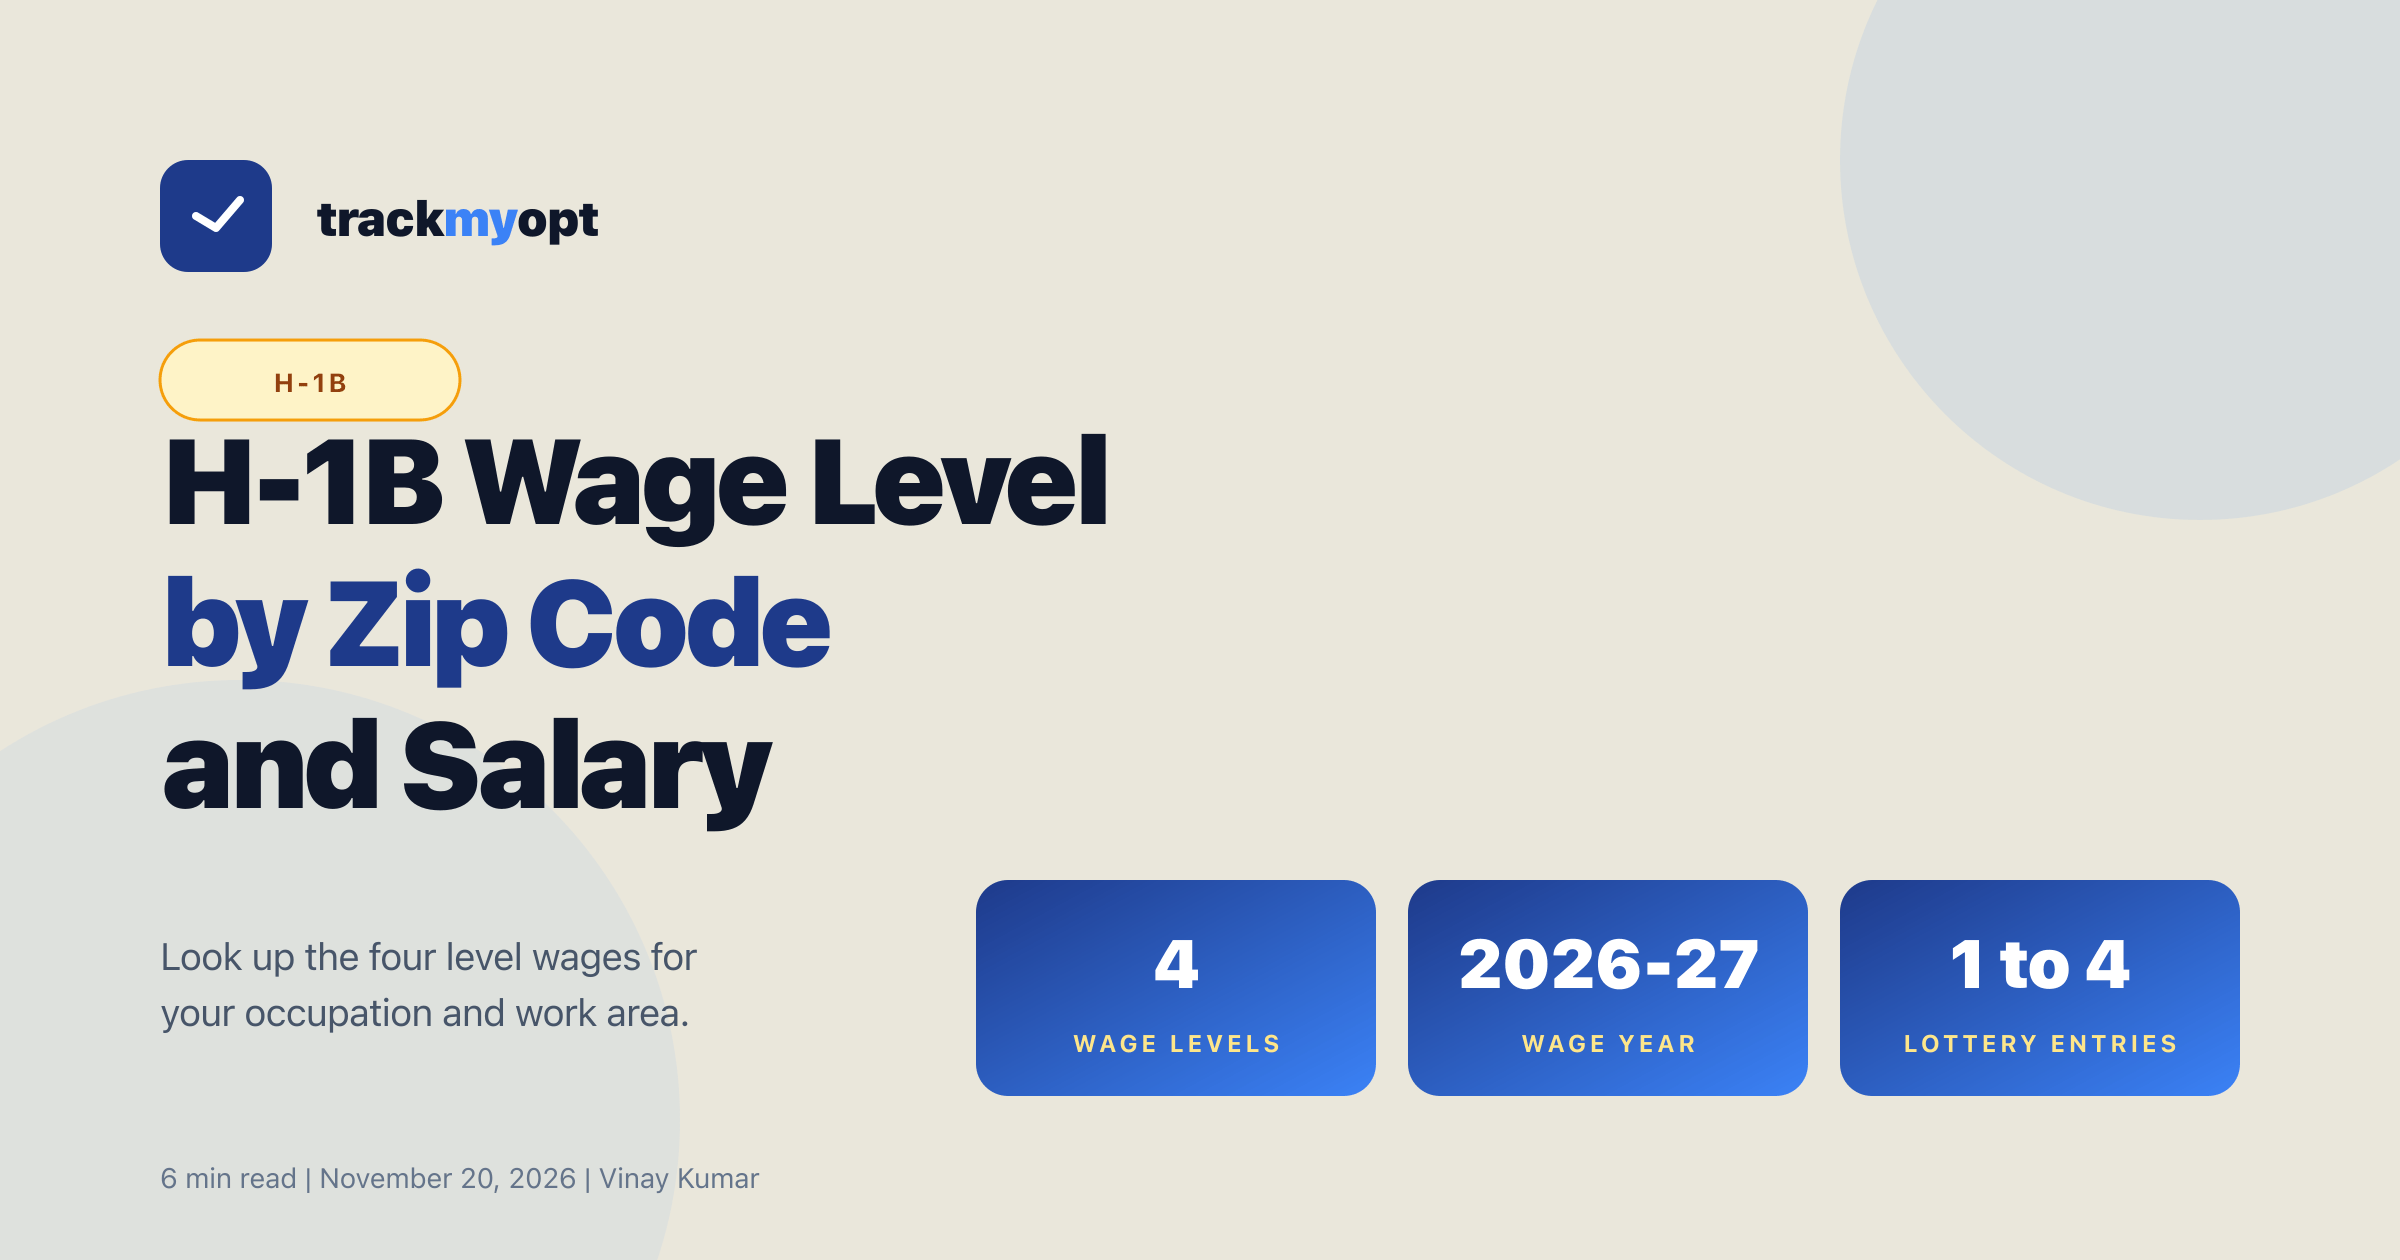 trackmyopt
H-1B
H-1B Wage Level
by Zip Code
and Salary
Look up the four level wages for
your occupation and work area.
4
WAGE LEVELS
2026-27
WAGE YEAR
1 to 4
LOTTERY ENTRIES
6 min read | November 20, 2026 | Vinay Kumar